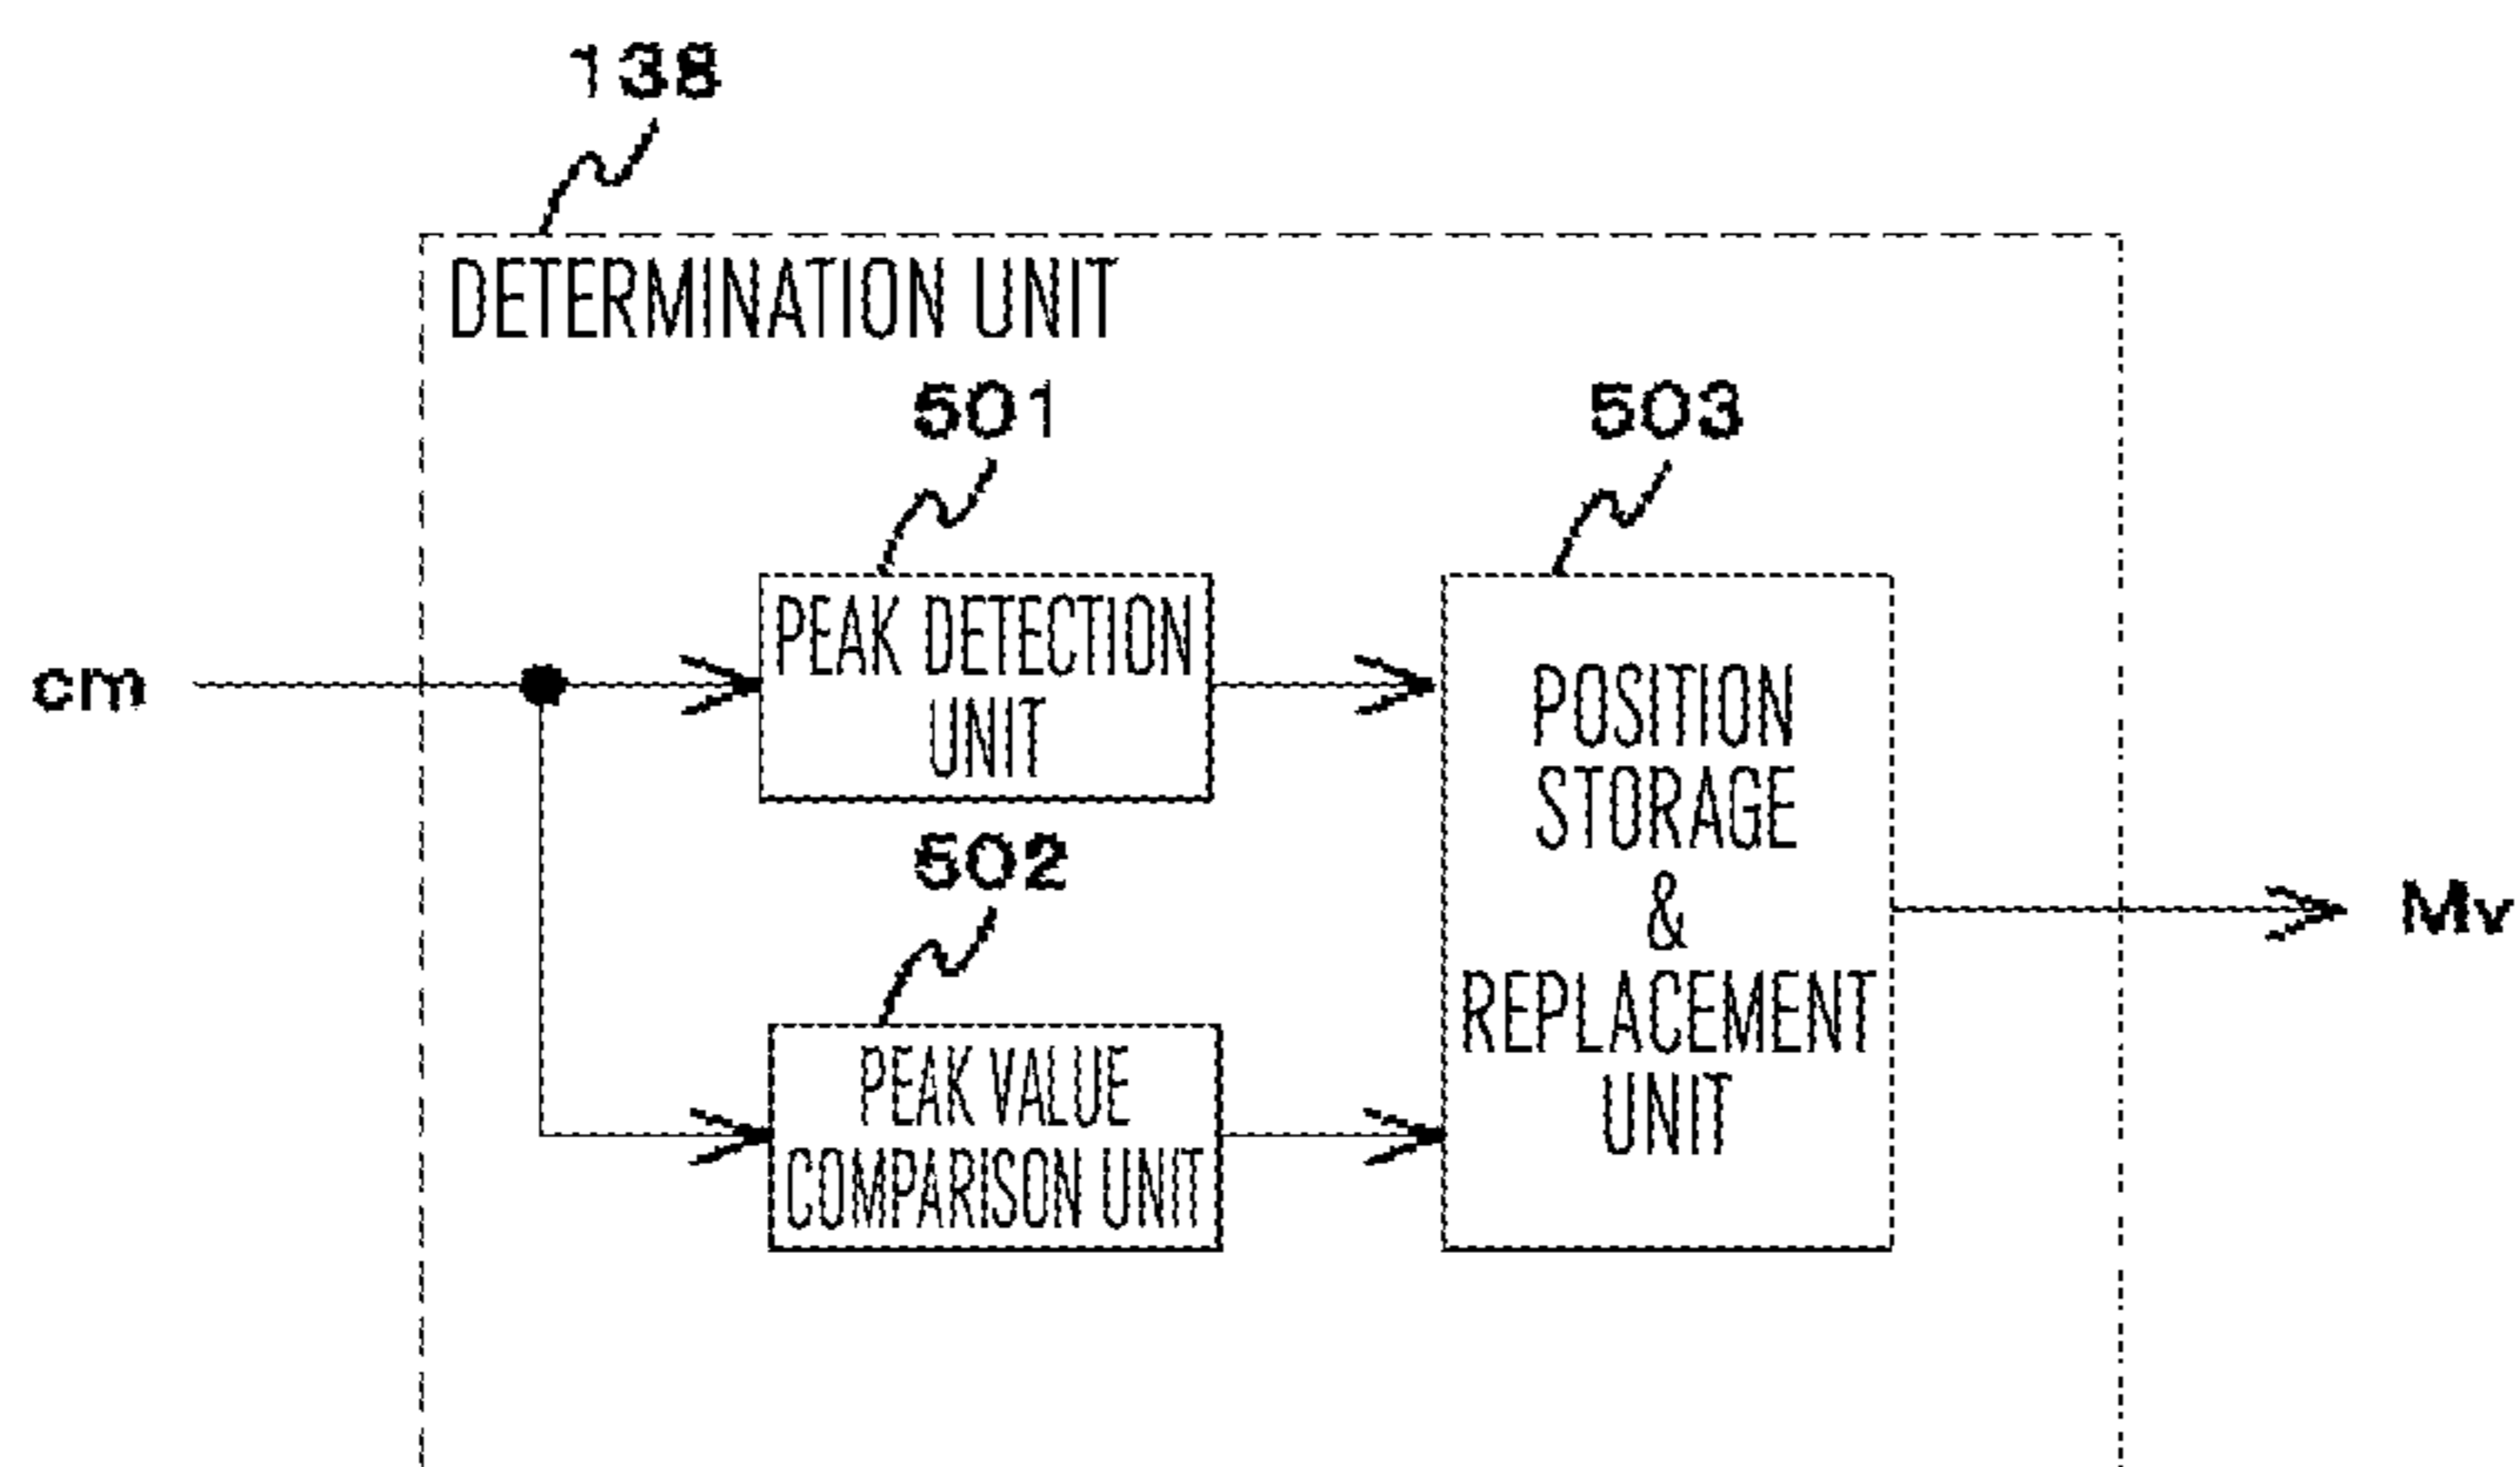 138
DETERMINATION UNIT
501
503
cm
PEAK DETECTION
UNIT
502
PEAK VALUE
COMPARISON UNIT
POSITION
STORAGE
&
REPLACEMENT
UNIT
Mv